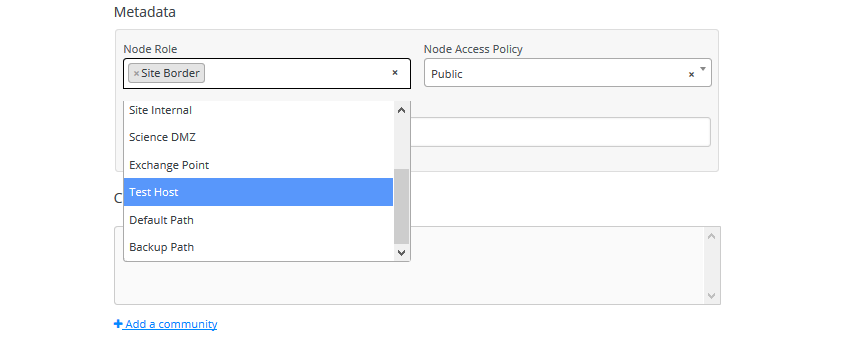 Metadata
Node Role
Node Access Policy
× Site Border ×
Public ×
Site Internal
Science DMZ
Exchange Point
Test Host
C
Default Path
Backup Path
+ Add a community